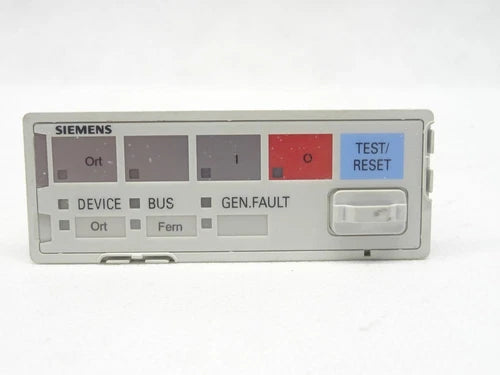 SIEMENS
Ort I O TEST/
RESET
DEVICE BUS GEN.FAULT
Ort Fern